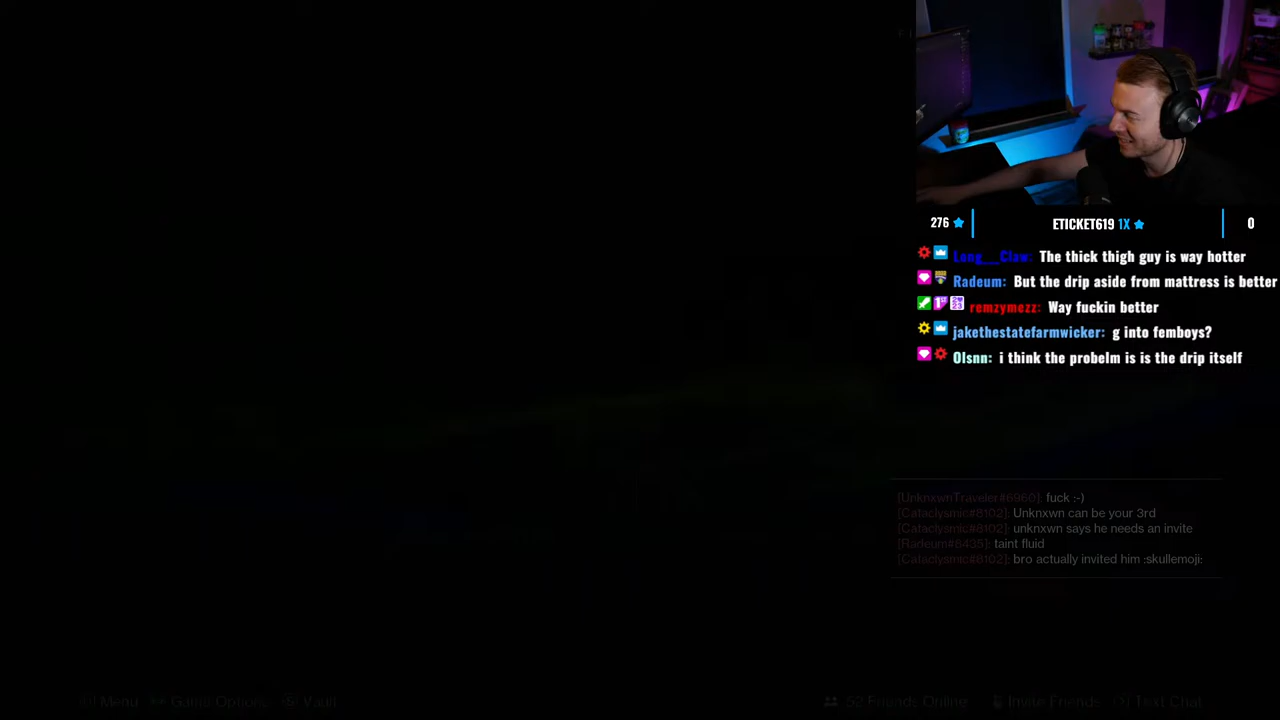 276 ETICKET619 1X 0
Long__Claw: The thick thigh guy is way hotter
Radeum: But the drip aside from mattress is better
remzymezz: Way fuckin better
jakethestatefarmwicker: g into femboys?
Olsnn: i think the probelm is is the drip itself
[UnknxwnTraveler#6960]: fuck :-)
[Cataclysmic#8102]: Unknxwn can be your 3rd
[Cataclysmic#8102]: unknxwn says he needs an invite
[Radeum#6435]: taint fluid
[Cataclysmic#8102]: bro actually invited him :skullemoji:
Menu Game Options Vault 52 Friends Online Invite Friends Text Chat